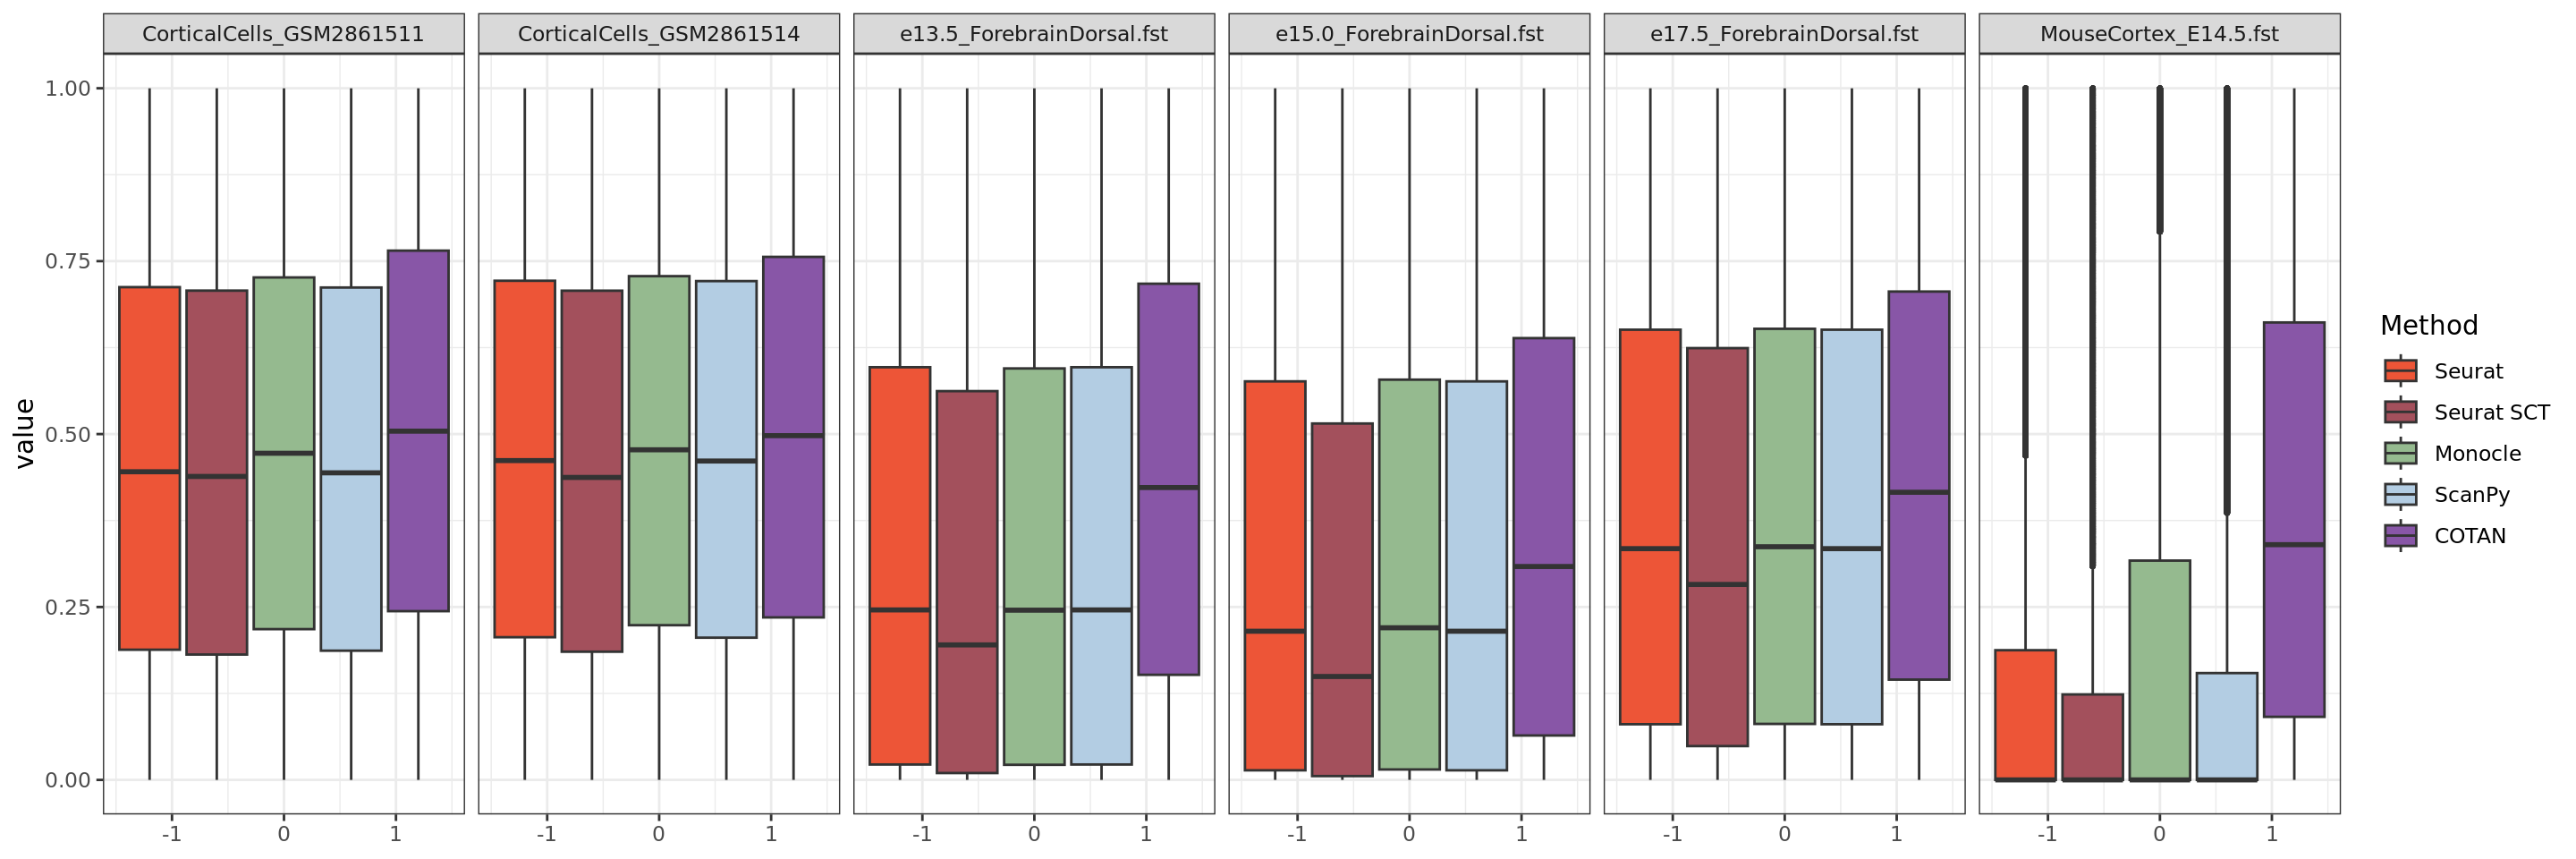 CorticalCells_GSM2861511 CorticalCells_GSM2861514 e13.5_ForebrainDorsal.fst e15.0_ForebrainDorsal.fst e17.5_ForebrainDorsal.fst MouseCortex_E14.5.fst
1.00
0.75
0.50
0.25
0.00
value
-1 0 1 -1 0 1 -1 0 1 -1 0 1 -1 0 1 -1 0 1
Method
Seurat
Seurat SCT
Monocle
ScanPy
COTAN